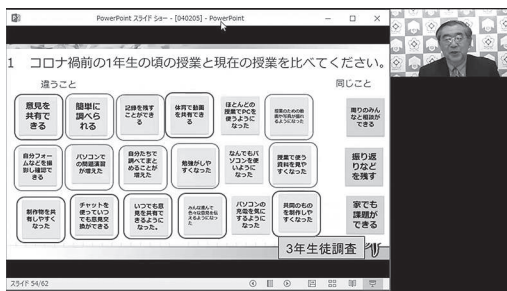 PowerPoint スライド ショー - [040205] - PowerPoint
1 コロナ禍前の1年生の頃の授業と現在の授業を比べてください。
違うこと
同じこと
意見を
共有で
きる
簡単に
調べら
れる
記録を残す
ことができ
る
体育で動画
を共有でき
る
ほとんどの
授業でPCを
使うように
なった
周りのみん
なと相談が
できる
自分フォー
ムなどを撮
影し確認で
きる
パソコンで
の問題演習
が増えた
自分たちで
調べてまと
めることが
増えた
勉強がしや
すくなった
なんでもパ
ソコンを使
いように
なった
授業で使う
資料を見や
すくなった
振り返
りなど
を残す
制作物を共
有しやすく
なった
チャットを
使っていつ
でも意見交
換ができる
いつでも意
見を共有で
きるように
なった。
パソコンの
充電を気に
するように
なった
共同のもの
を制作しや
すくなった
家でも
課題が
できる
3年生徒調査
スライド 54/62